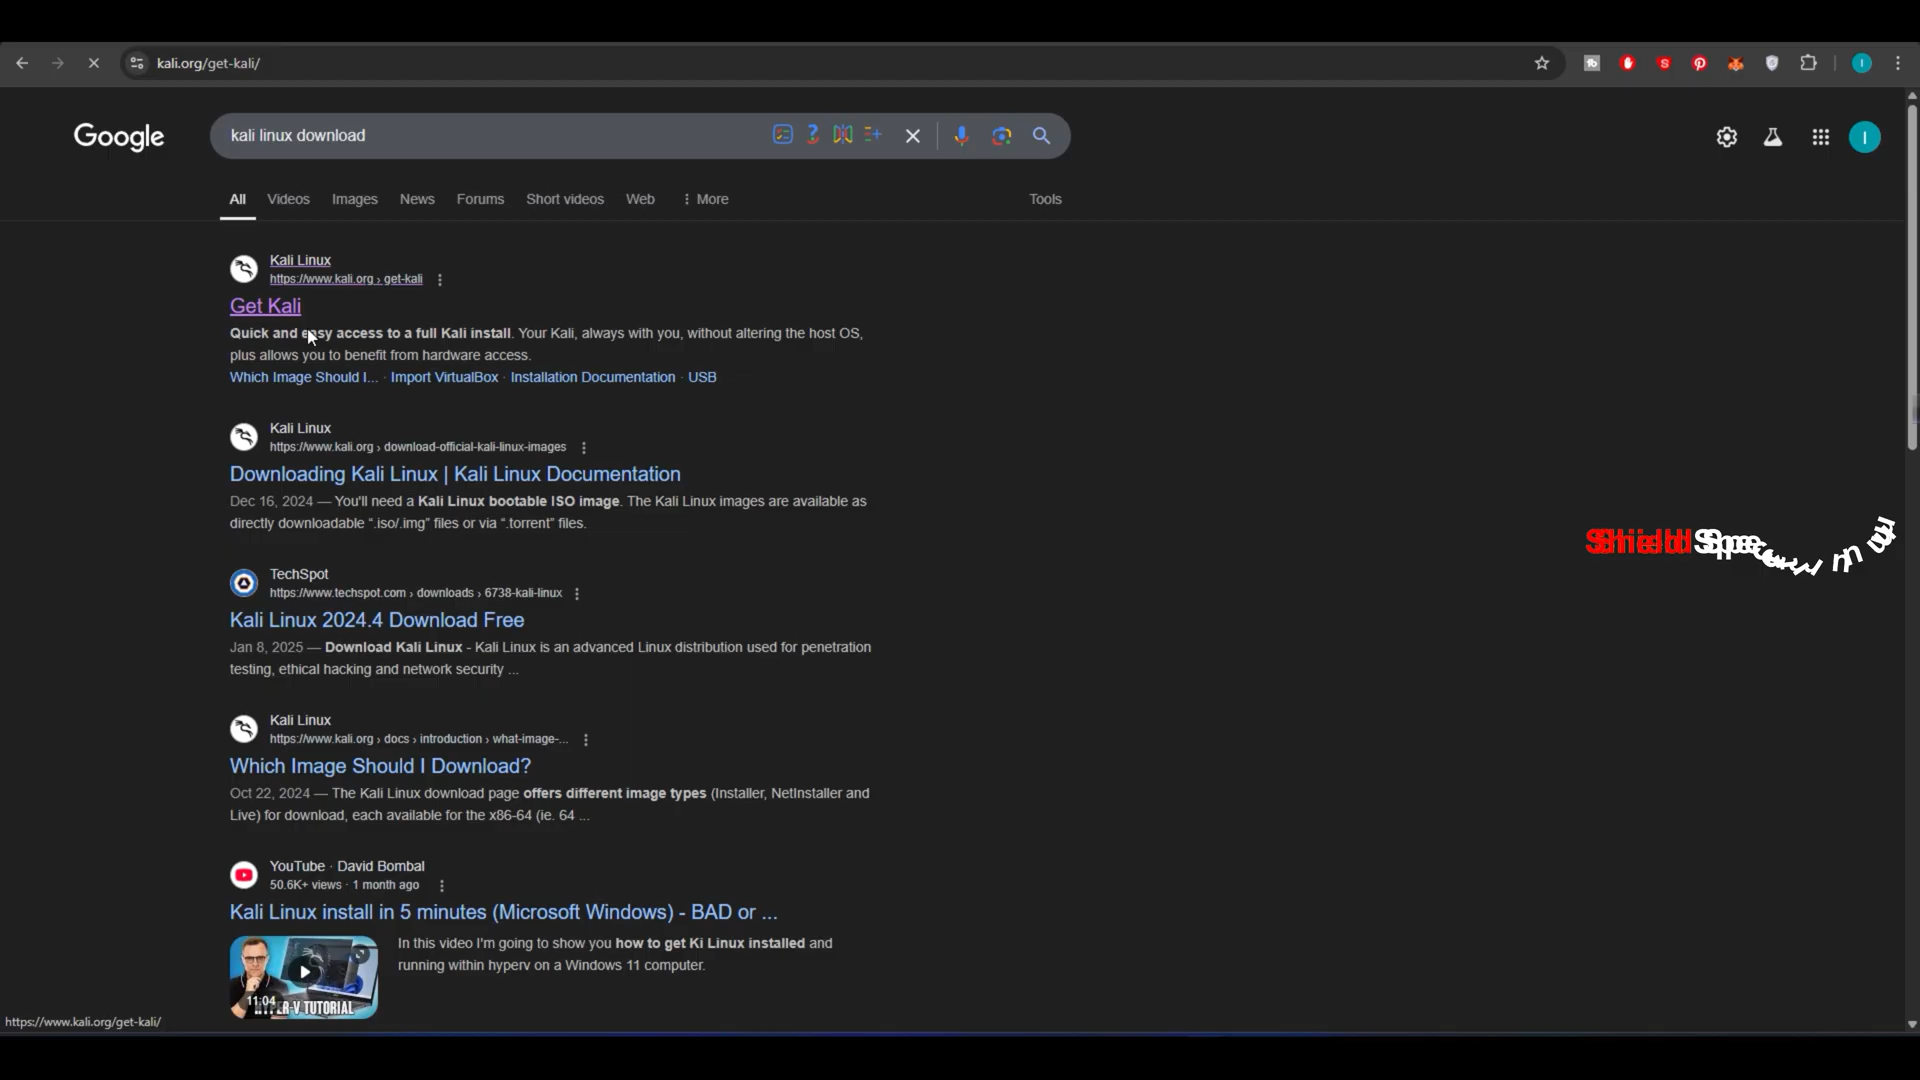 kali.org/get-kali/
Google
kali linux download
All Videos Images News Forums Short videos Web More Tools
Kali Linux
https://www.kali.org › get-kali
Get Kali
Quick and easy access to a full Kali install. Your Kali, always with you, without altering the host OS,
plus allows you to benefit from hardware access.
Which Image Should I... · Import VirtualBox · Installation Documentation · USB
Kali Linux
https://www.kali.org › download-official-kali-linux-images
Downloading Kali Linux | Kali Linux Documentation
Dec 16, 2024 — You'll need a Kali Linux bootable ISO image. The Kali Linux images are available as
directly downloadable “.iso/.img” files or via “.torrent” files.
TechSpot
https://www.techspot.com › downloads › 6738-kali-linux
Kali Linux 2024.4 Download Free
Jan 8, 2025 — Download Kali Linux - Kali Linux is an advanced Linux distribution used for penetration
testing, ethical hacking and network security ...
Kali Linux
https://www.kali.org › docs › introduction › what-image-...
Which Image Should I Download?
Oct 22, 2024 — The Kali Linux download page offers different image types (Installer, NetInstaller and
Live) for download, each available for the x86-64 (ie. 64 ...
YouTube · David Bombal
50.6K+ views · 1 month ago
Kali Linux install in 5 minutes (Microsoft Windows) - BAD or ...
In this video I'm going to show you how to get Ki Linux installed and
running within hyperv on a Windows 11 computer.
11:04
TUTORIAL
https://www.kali.org/get-kali/
Shield